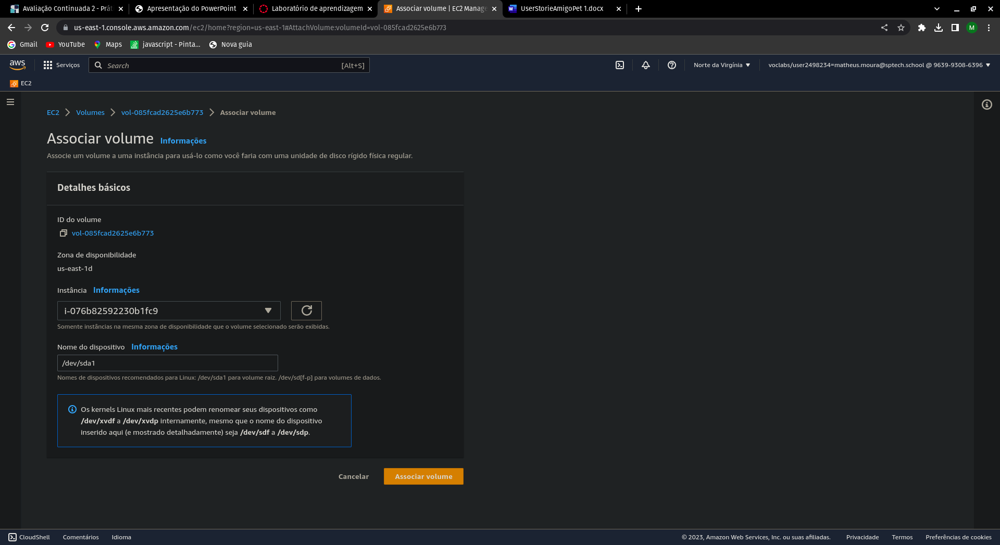 Avaliação Continuada 2 - Prát
Apresentação do PowerPoint
Laboratório de aprendizagem
Associar volume | EC2 Manage
UserStorieAmigoPet 1.docx
us-east-1.console.aws.amazon.com/ec2/home?region=us-east-1#AttachVolume:volumeId=vol-085fcad2625e6b773
M
Gmail
YouTube
Maps
javascript - Pinta...
Nova guia
aws
Serviços
Search
[Alt+S]
Norte da Virgínia
voclabs/user2498234=matheus.moura@sptech.school @ 9639-9308-6396
EC2
EC2
Volumes
vol-085fcad2625e6b773
Associar volume
Associar volume Informações
Associe um volume a uma instância para usá-lo como você faria com uma unidade de disco rígido física regular.
Detalhes básicos
ID do volume
vol-085fcad2625e6b773
Zona de disponibilidade
us-east-1d
Instância Informações
i-076b82592230b1fc9
Somente instâncias na mesma zona de disponibilidade que o volume selecionado serão exibidas.
Nome do dispositivo Informações
/dev/sda1
Nomes de dispositivos recomendados para Linux: /dev/sda1 para volume raiz. /dev/sd[f-p] para volumes de dados.
Os kernels Linux mais recentes podem renomear seus dispositivos como
/dev/xvdf a /dev/xvdp internamente, mesmo que o nome do dispositivo
inserido aqui (e mostrado detalhadamente) seja /dev/sdf a /dev/sdp.
Cancelar
Associar volume
CloudShell
Comentários
Idioma
© 2023, Amazon Web Services, Inc. ou suas afiliadas.
Privacidade
Termos
Preferências de cookies